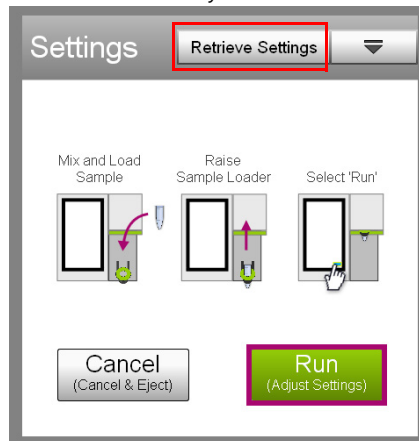 Settings
Retrieve Settings
Mix and Load
Sample
Raise
Sample Loader
Select 'Run'
Cancel
(Cancel & Eject)
Run
(Adjust Settings)